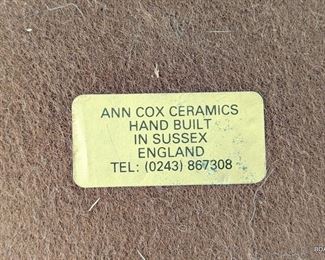 ANN COX CERAMICS
HAND BUILT
IN SUSSEX
ENGLAND
TEL: (0243) 867308